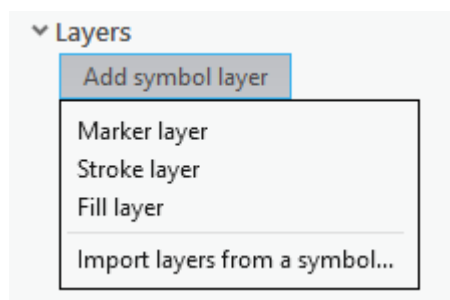 Layers
Add symbol layer
Marker layer
Stroke layer
Fill layer
Import layers from a symbol...